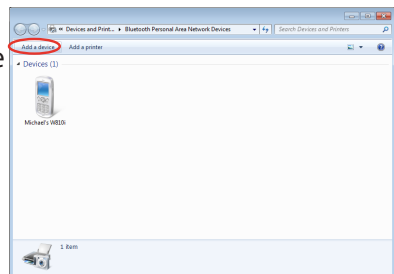 « Devices and Print... ▸ Bluetooth Personal Area Network Devices
Search Devices and Printers
Add a device
Add a printer
e
Devices (1)
Michael's W810i
1 item